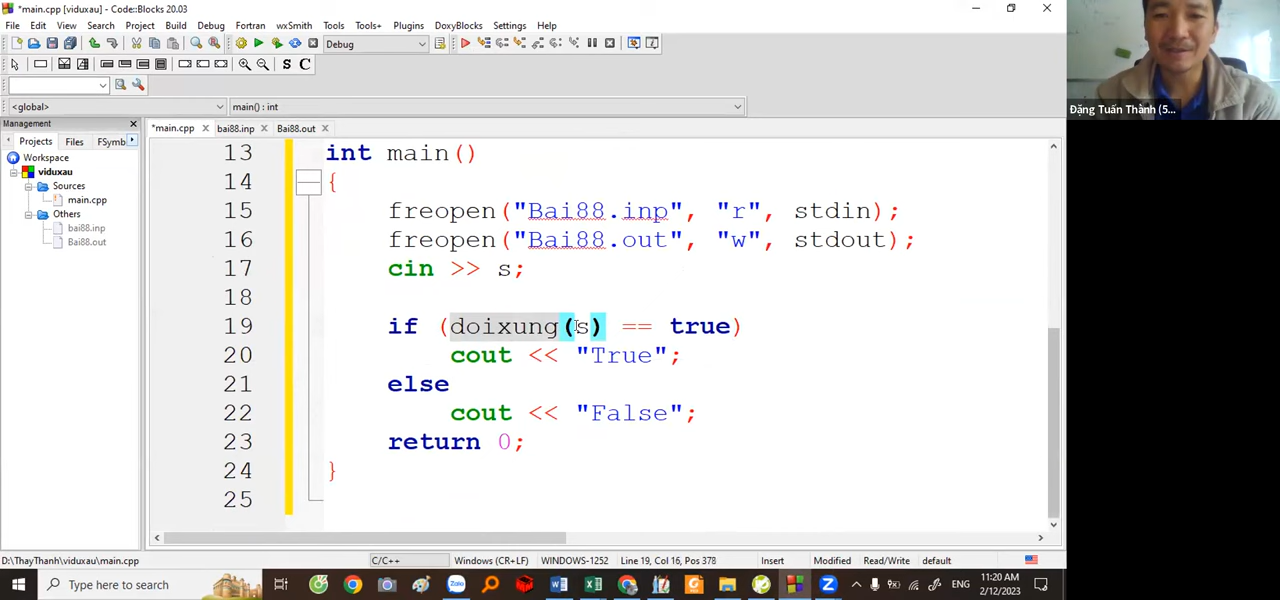 *main.cpp [viduxau] - Code::Blocks 20.03
File Edit View Search Project Build Debug Fortran wxSmith Tools Tools+ Plugins DoxyBlocks Settings Help
Debug
S C
<global> main() : int
Management
Projects Files FSymb
Workspace
viduxau
Sources
main.cpp
Others
bai88.inp
Bai88.out
*main.cpp bai88.inp Bai88.out
13 int main()
14 {
15 freopen("Bai88.inp", "r", stdin);
16 freopen("Bai88.out", "w", stdout);
17 cin >> s;
18
19 if (doixung(s) == true)
20 cout << "True";
21 else
22 cout << "False";
23 return 0;
24 }
25
Đặng Tuấn Thành (5...
D:\ThayThanh\viduxau\main.cpp C/C++ Windows (CR+LF) WINDOWS-1252 Line 19, Col 16, Pos 378 Insert Modified Read/Write default
Type here to search
ENG
11:20 AM
2/12/2023